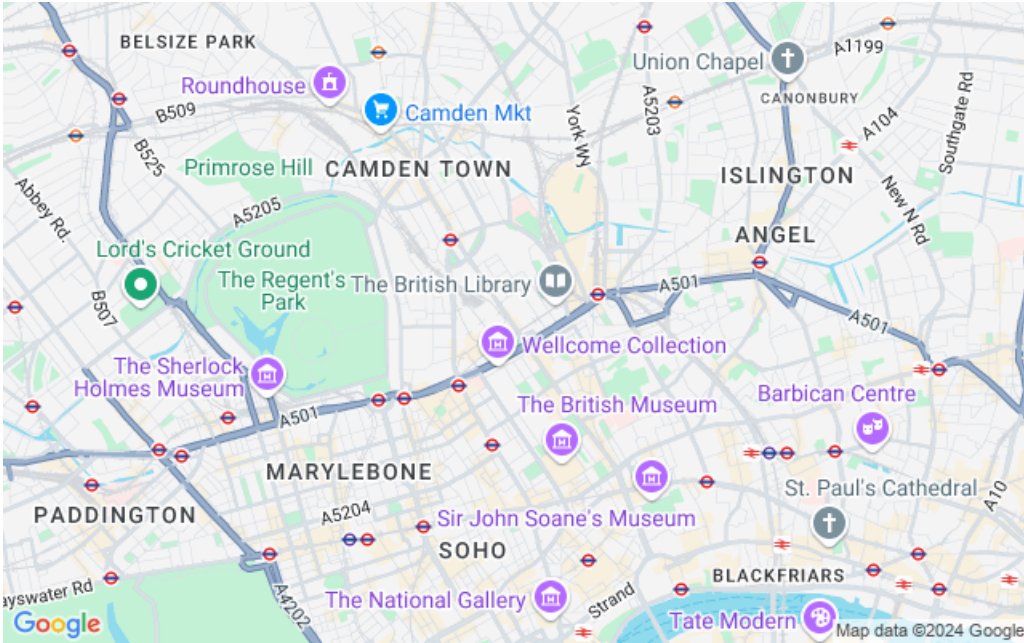 BELSIZE PARK
A1199
Union Chapel
Roundhouse
CANONBURY
B509
Camden Mkt
York WN
A5203
A104
Southgate Rd
B525
Primrose Hill
CAMDEN TOWN
ISLINGTON
New N Rd
Abbey Rd.
A5205
ANGEL
Lord's Cricket Ground
The Regent's
Park
The British Library
A501
B507
A501
Wellcome Collection
The Sherlock
Holmes Museum
Barbican Centre
The British Museum
A501
MARYLEBONE
St. Paul's Cathedral
A10
PADDINGTON
A5204
Sir John Soane's Museum
SOHO
BLACKFRIARS
ayswater Rd
A4202
The National Gallery
Strand
Tate Modern
Google
Map data ©2024 Google